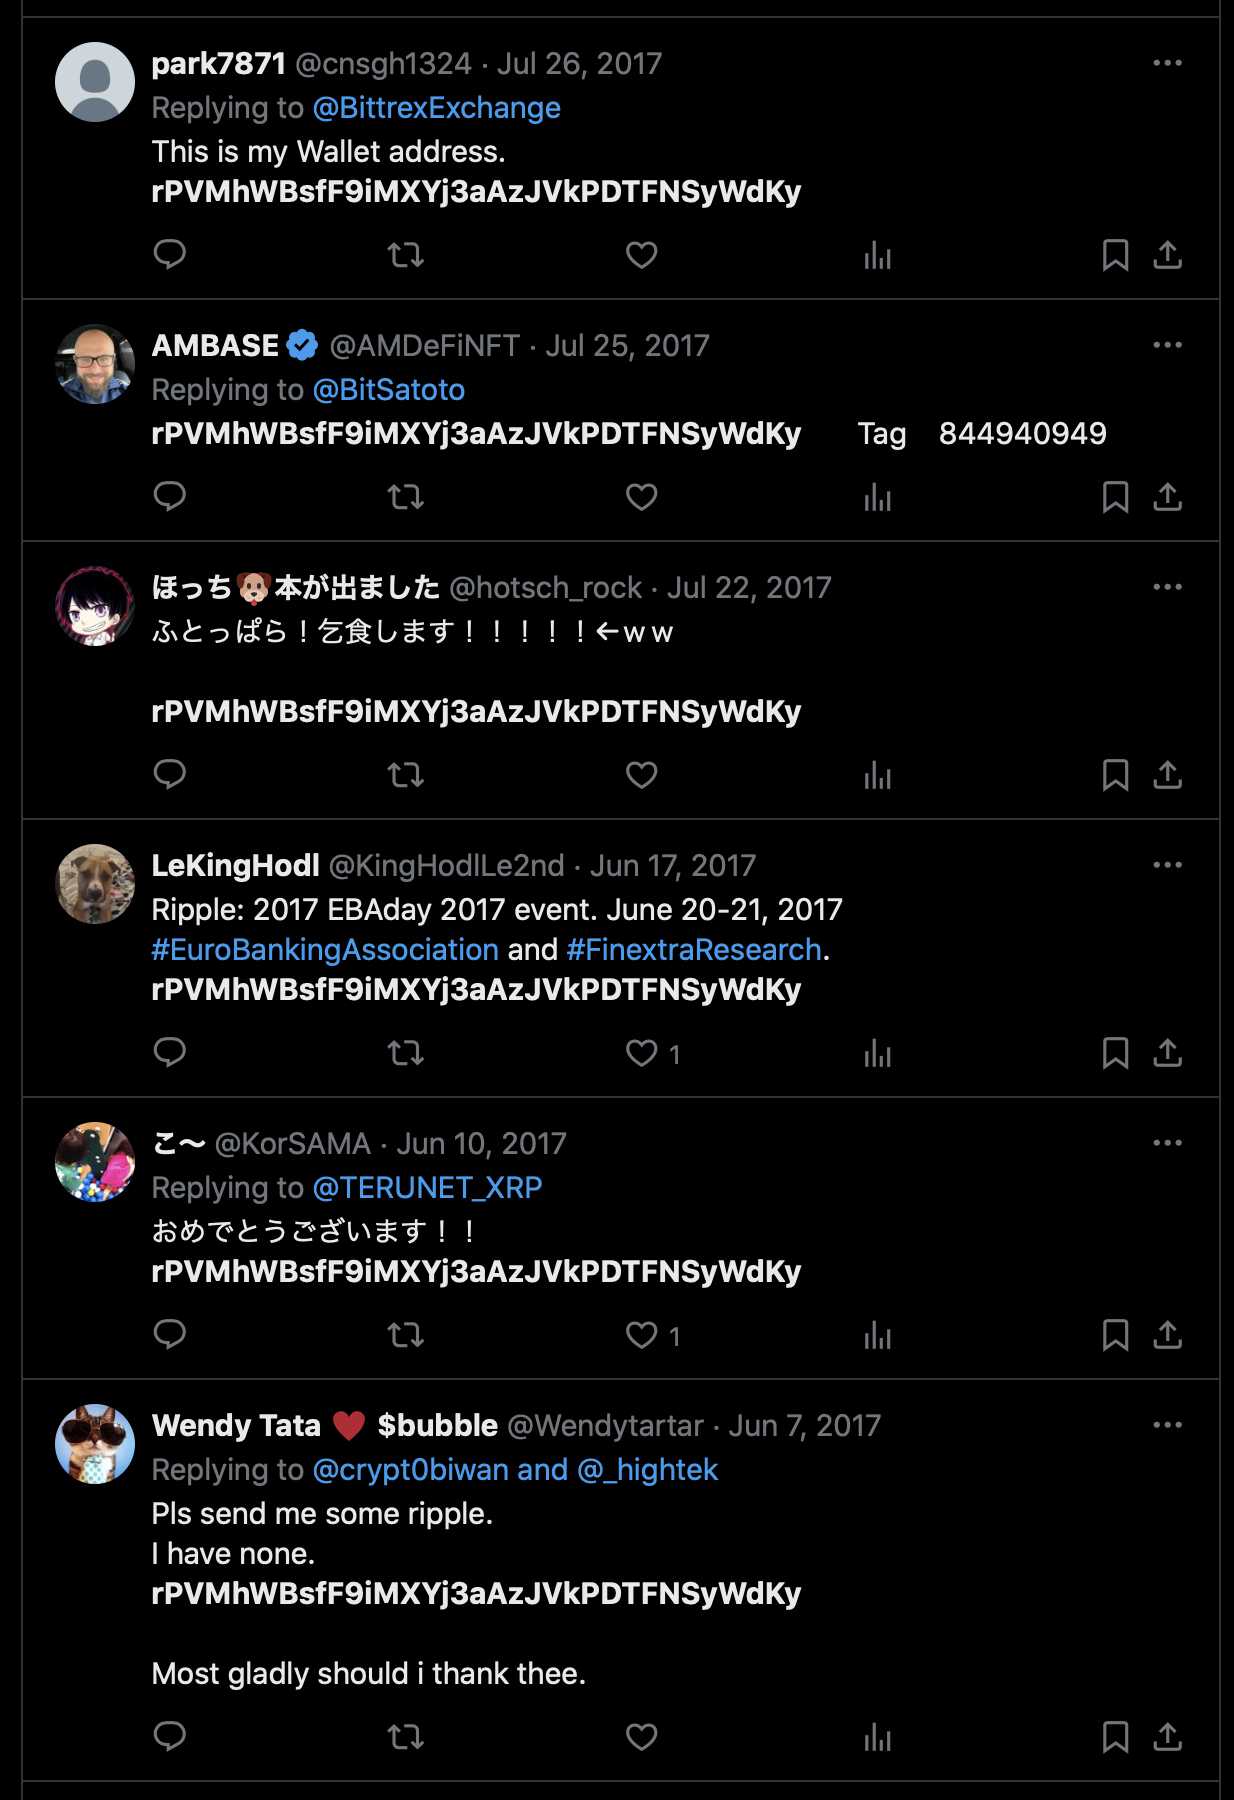 park7871 @cnsgh1324 · Jul 26, 2017
Replying to @BittrexExchange
This is my Wallet address.
rPVMhWBsfF9iMXYj3aAzJVkPDTFNSyWdKy
AMBASE @AMDeFiNFT · Jul 25, 2017
Replying to @BitSatoto
rPVMhWBsfF9iMXYj3aAzJVkPDTFNSyWdKy Tag 844940949
ほっち🐶本が出ました @hotsch_rock · Jul 22, 2017
ふとっぱら！乞食します！！！！！←ｗｗ
rPVMhWBsfF9iMXYj3aAzJVkPDTFNSyWdKy
LeKingHodl @KingHodlLe2nd · Jun 17, 2017
Ripple: 2017 EBAday 2017 event. June 20-21, 2017
#EuroBankingAssociation and #FinextraResearch.
rPVMhWBsfF9iMXYj3aAzJVkPDTFNSyWdKy
1
こ〜 @KorSAMA · Jun 10, 2017
Replying to @TERUNET_XRP
おめでとうございます！！
rPVMhWBsfF9iMXYj3aAzJVkPDTFNSyWdKy
1
Wendy Tata ❤️ $bubble @Wendytartar · Jun 7, 2017
Replying to @crypt0biwan and @_hightek
Pls send me some ripple.
I have none.
rPVMhWBsfF9iMXYj3aAzJVkPDTFNSyWdKy
Most gladly should i thank thee.